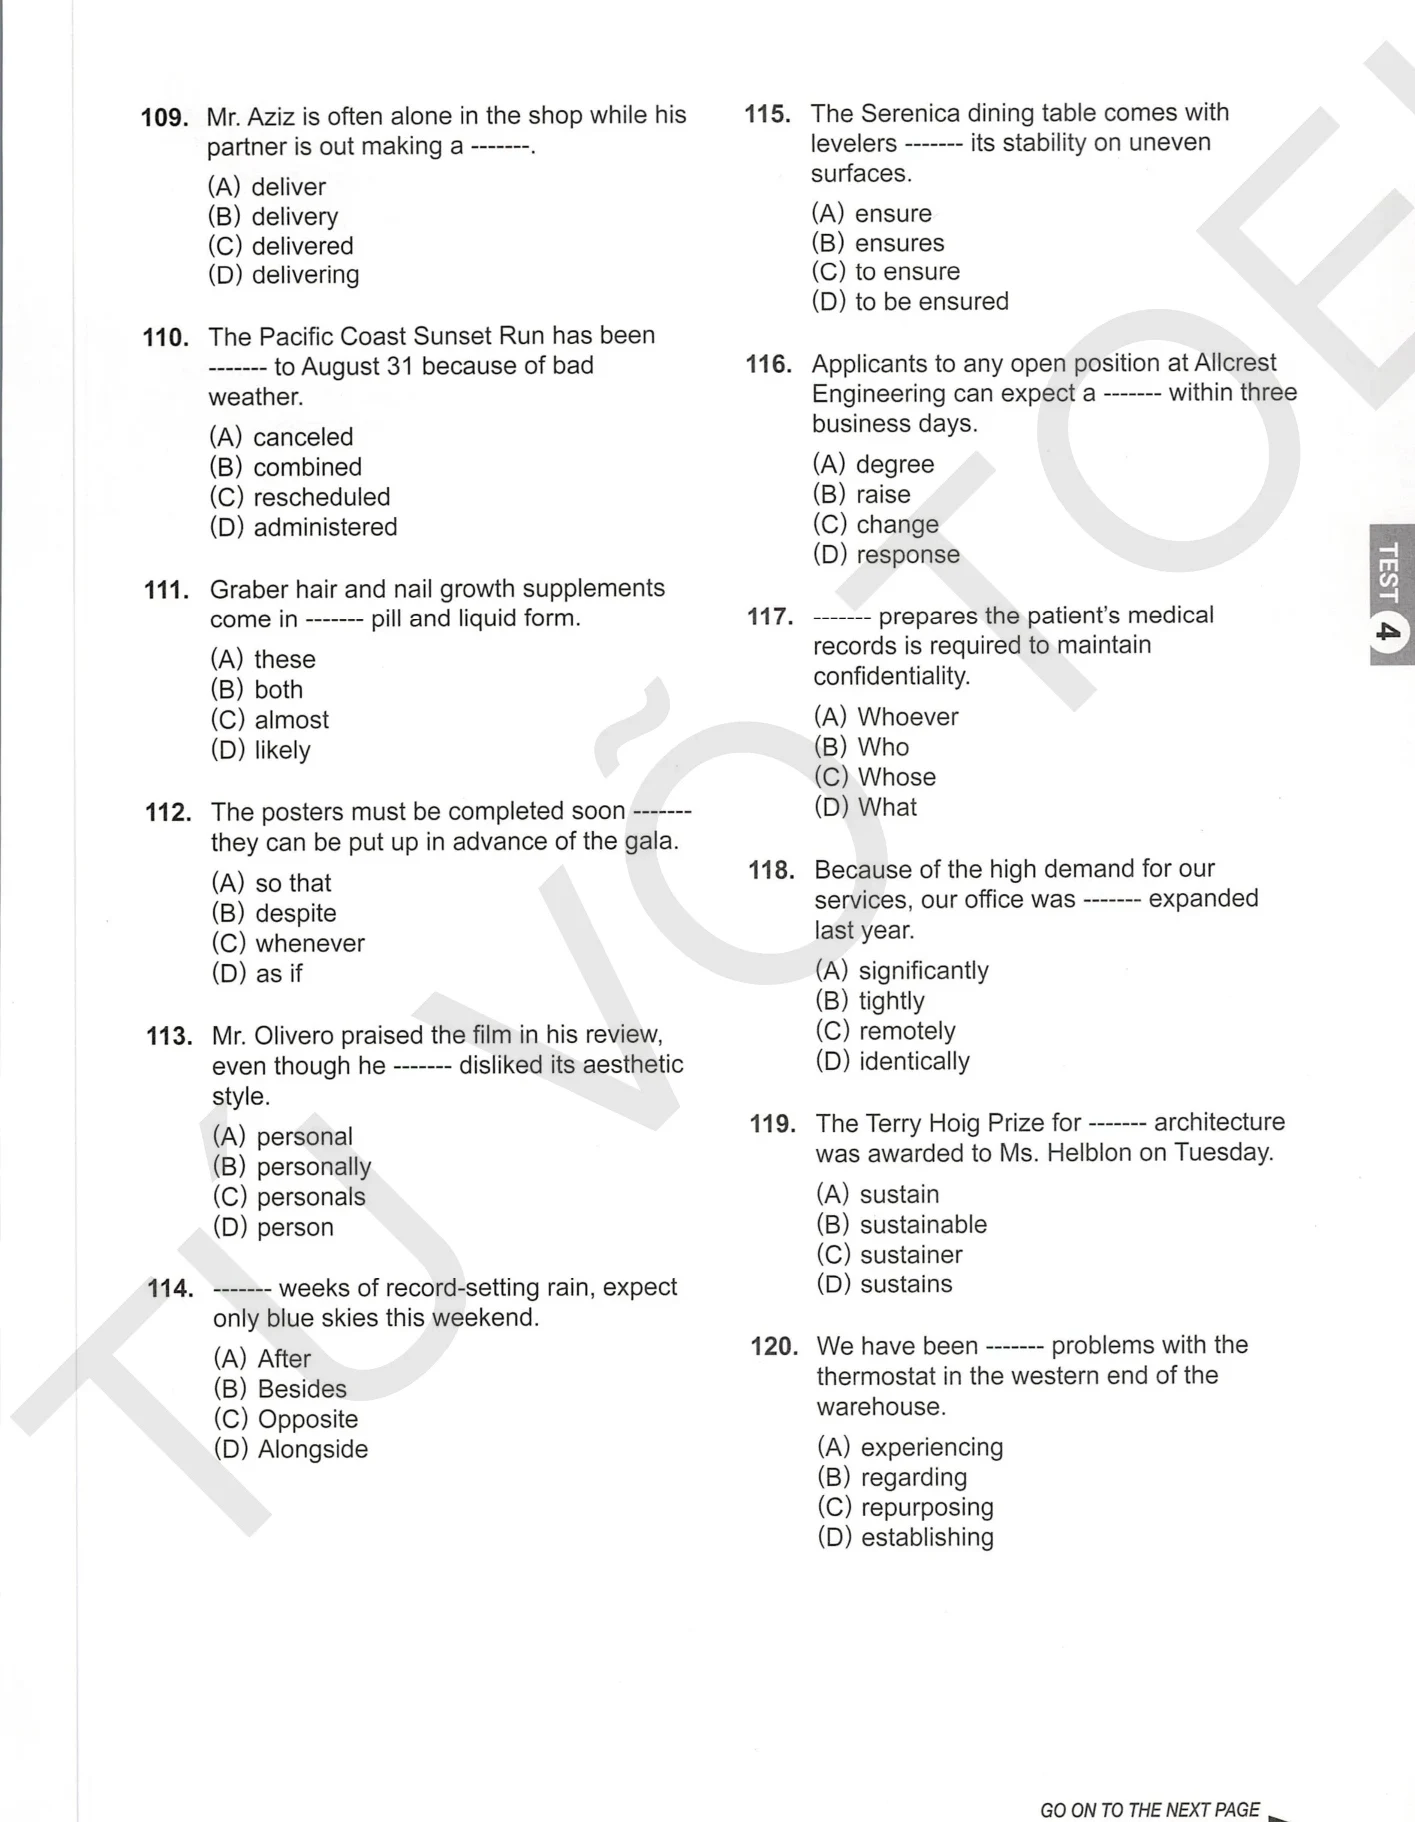 109. Mr. Aziz is often alone in the shop while his
partner is out making a -------.
(A) deliver
(B) delivery
(C) delivered
(D) delivering
110. The Pacific Coast Sunset Run has been
------- to August 31 because of bad
weather.
(A) canceled
(B) combined
(C) rescheduled
(D) administered
111. Graber hair and nail growth supplements
come in ------- pill and liquid form.
(A) these
(B) both
(C) almost
(D) likely
112. The posters must be completed soon -------
they can be put up in advance of the gala.
(A) so that
(B) despite
(C) whenever
(D) as if
113. Mr. Olivero praised the film in his review,
even though he ------- disliked its aesthetic
style.
(A) personal
(B) personally
(C) personals
(D) person
114. ------- weeks of record-setting rain, expect
only blue skies this weekend.
(A) After
(B) Besides
(C) Opposite
(D) Alongside
115. The Serenica dining table comes with
levelers ------- its stability on uneven
surfaces.
(A) ensure
(B) ensures
(C) to ensure
(D) to be ensured
116. Applicants to any open position at Allcrest
Engineering can expect a ------- within three
business days.
(A) degree
(B) raise
(C) change
(D) response
117. ------- prepares the patient's medical
records is required to maintain
confidentiality.
(A) Whoever
(B) Who
(C) Whose
(D) What
118. Because of the high demand for our
services, our office was ------- expanded
last year.
(A) significantly
(B) tightly
(C) remotely
(D) identically
119. The Terry Hoig Prize for ------- architecture
was awarded to Ms. Helblon on Tuesday.
(A) sustain
(B) sustainable
(C) sustainer
(D) sustains
120. We have been ------- problems with the
thermostat in the western end of the
warehouse.
(A) experiencing
(B) regarding
(C) repurposing
(D) establishing
TEST 4
TÚ VÕ TOE
GO ON TO THE NEXT PAGE